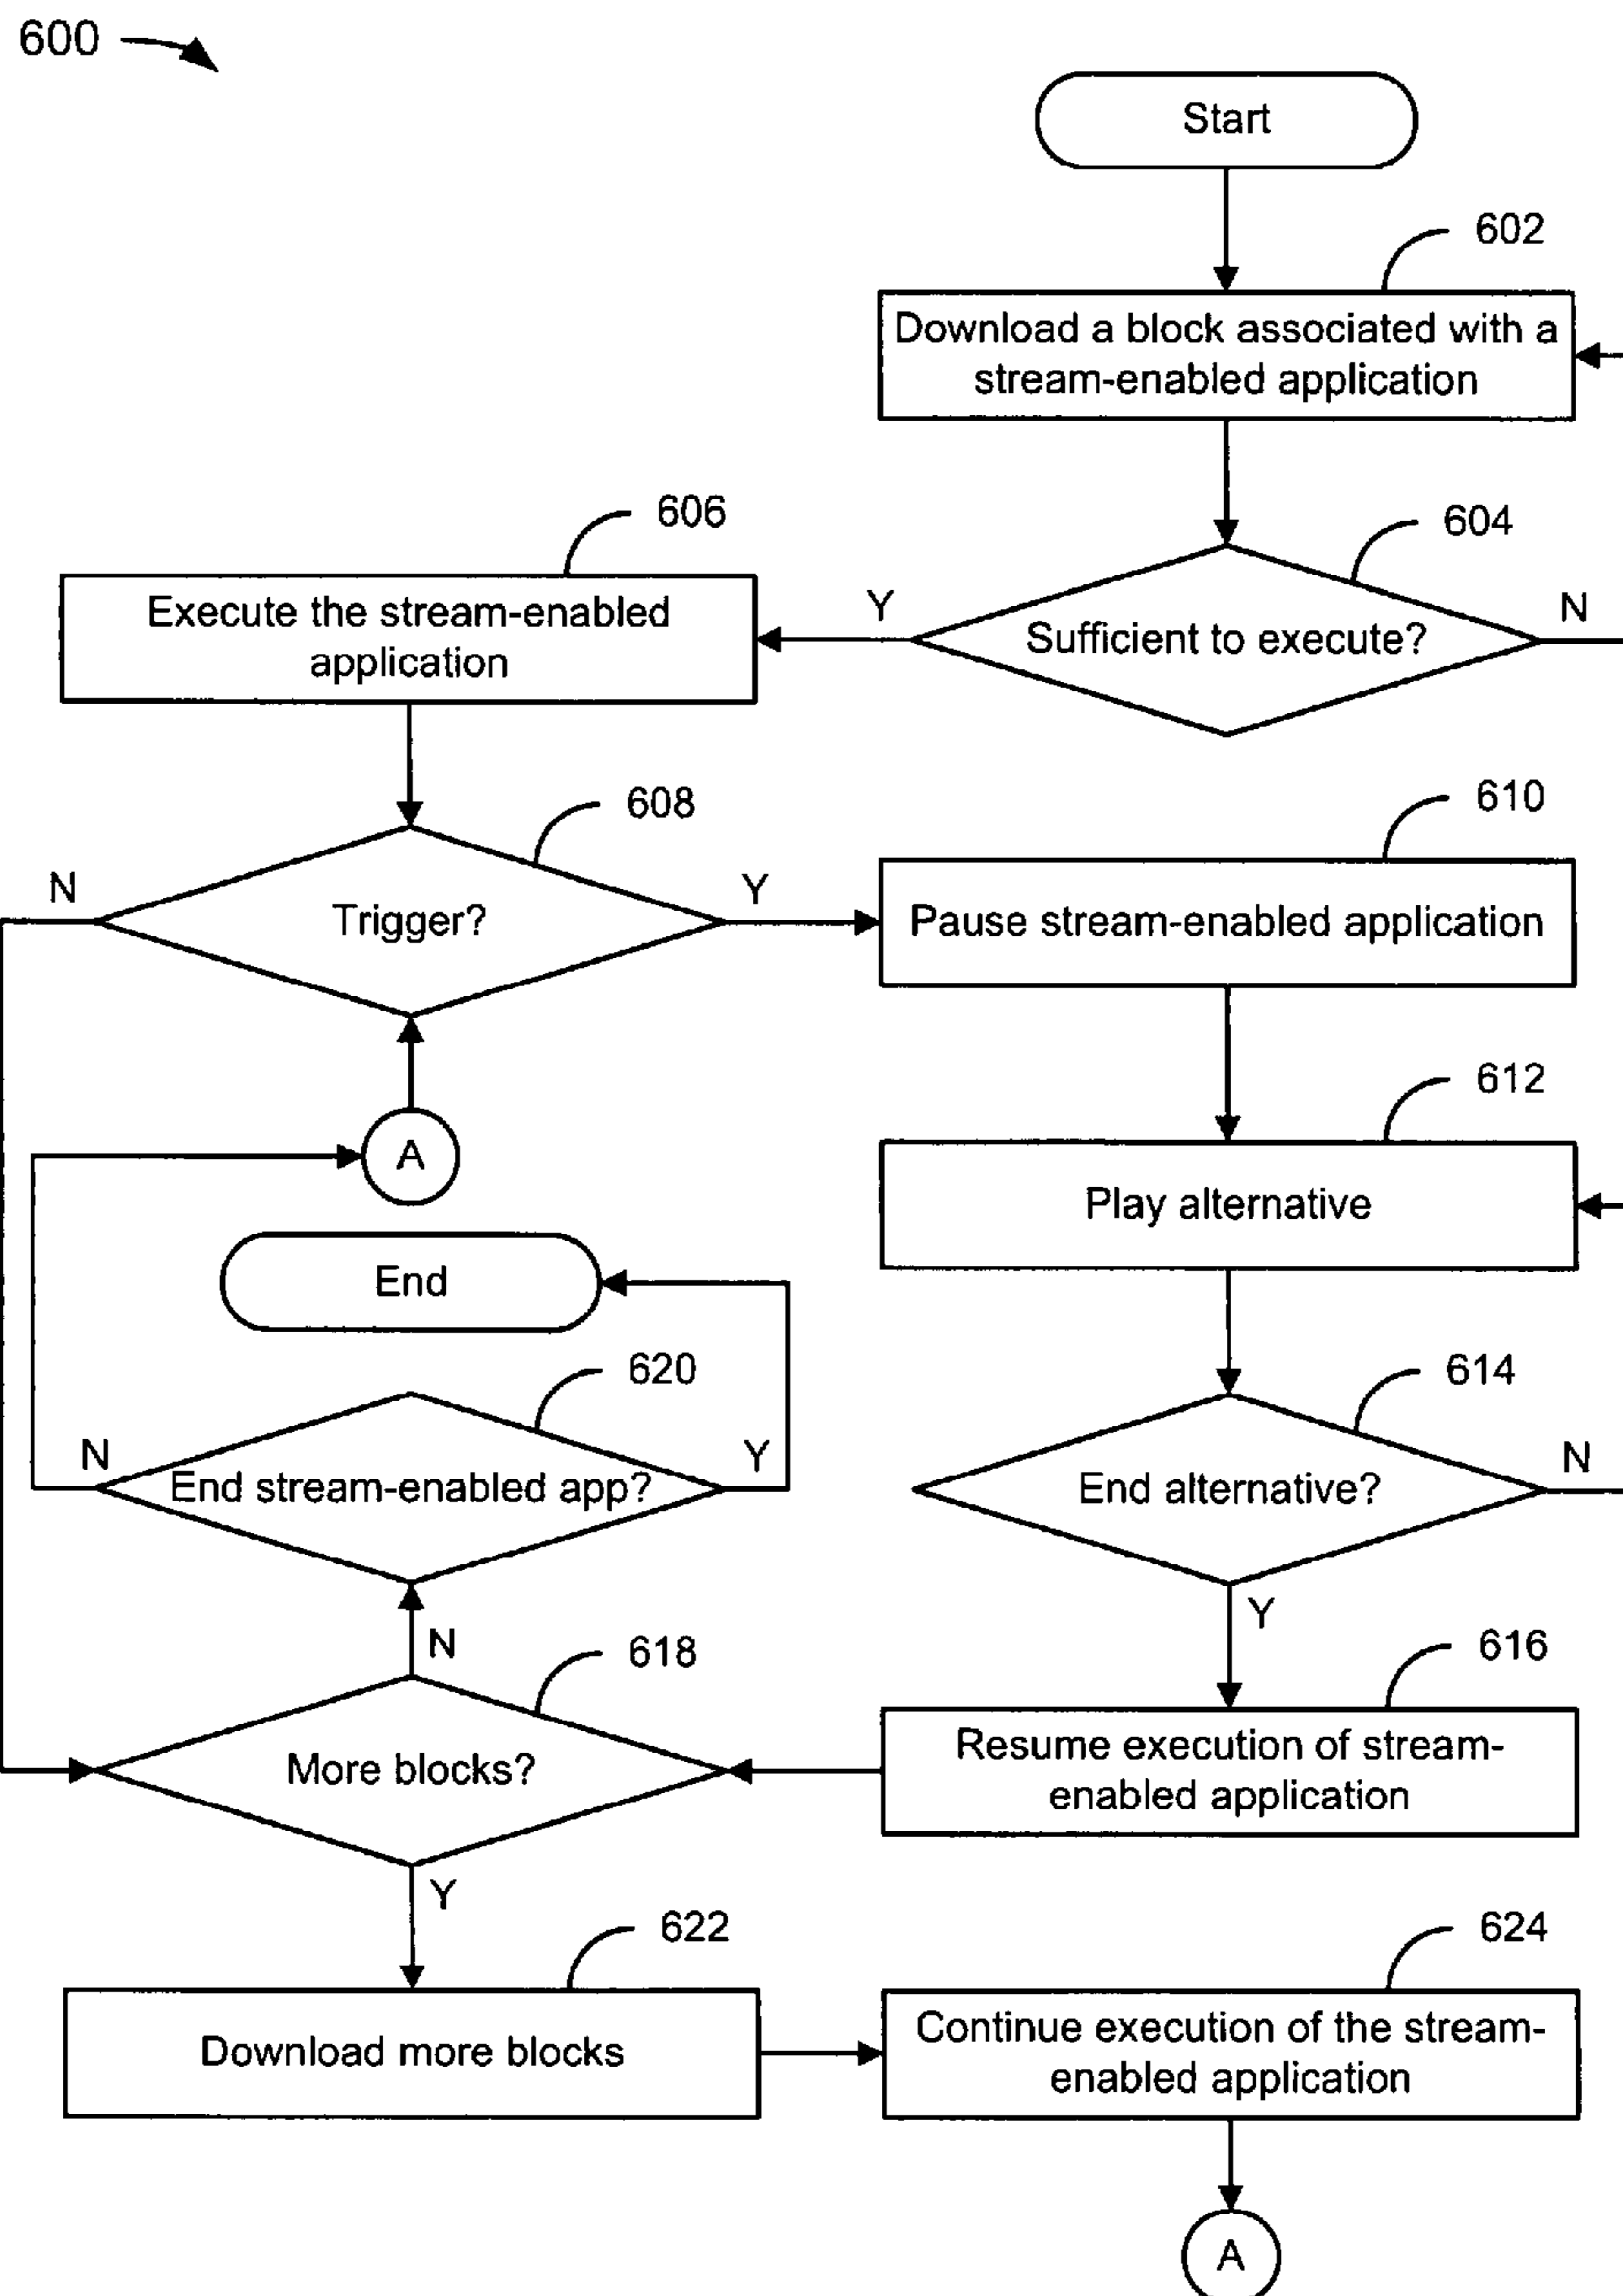 600
Start
602
Download a block associated with a
stream-enabled application
604
Sufficient to execute?
Y
N
606
Execute the stream-enabled
application
608
Trigger?
N
Y
610
Pause stream-enabled application
612
Play alternative
A
End
614
End alternative?
N
Y
620
End stream-enabled app?
N
Y
616
Resume execution of stream-
enabled application
618
More blocks?
N
Y
622
Download more blocks
624
Continue execution of the stream-
enabled application
A